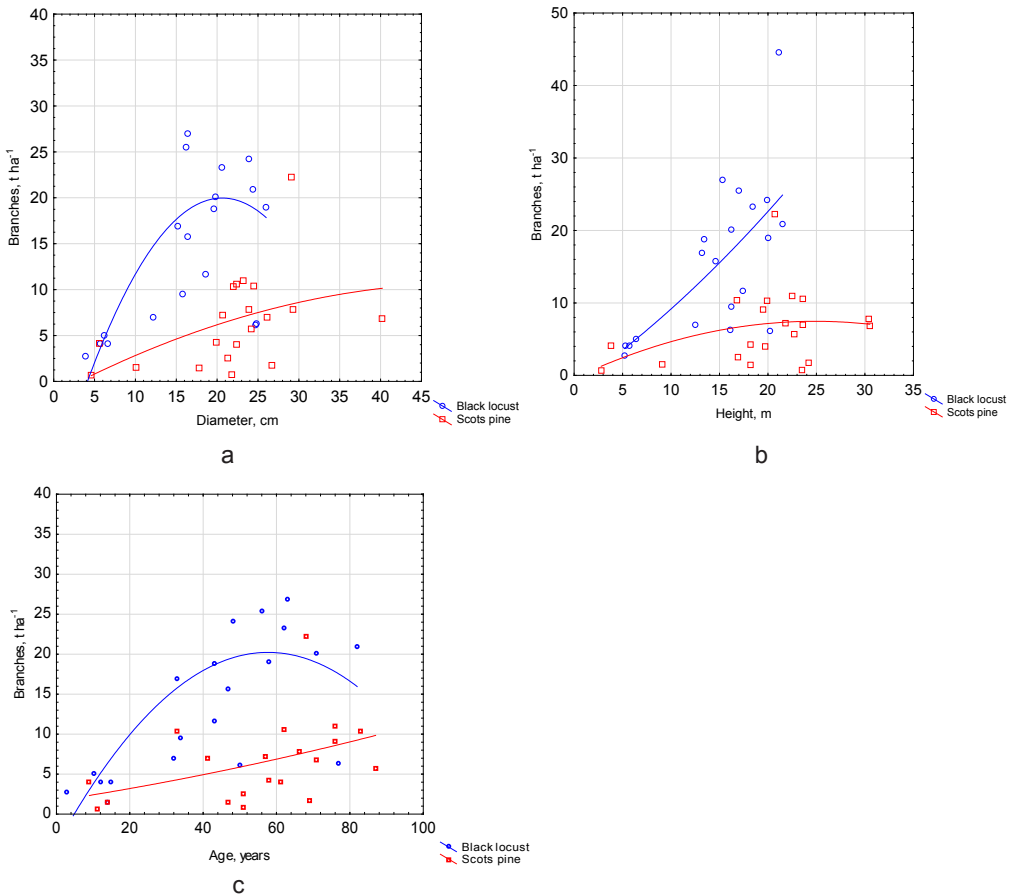 40
35
30
25
20
15
10
5
0
Branches, t ha⁻¹
0 5 10 15 20 25 30 35 40 45
Diameter, cm
Black locust
Scots pine
a
50
40
30
20
10
0
Branches, t ha⁻¹
0 5 10 15 20 25 30 35
Height, m
Black locust
Scots pine
b
40
35
30
25
20
15
10
5
0
Branches, t ha⁻¹
0 20 40 60 80 100
Age, years
Black locust
Scots pine
c